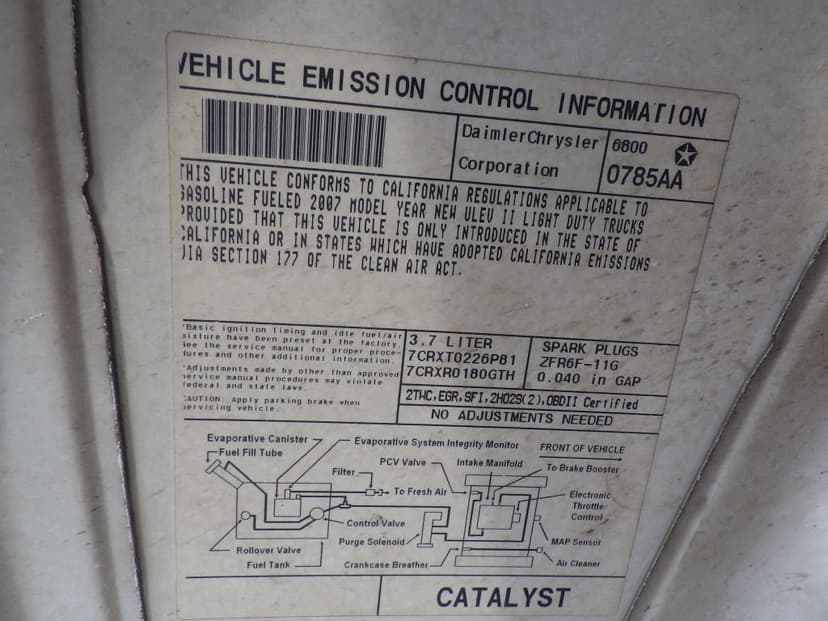 VEHICLE EMISSION CONTROL INFORMATION
DaimlerChrysler
Corporation
6800
0785AA
THIS VEHICLE CONFORMS TO CALIFORNIA REGULATIONS APPLICABLE TO
GASOLINE FUELED 2007 MODEL YEAR NEW ULEV II LIGHT DUTY TRUCKS
PROVIDED THAT THIS VEHICLE IS ONLY INTRODUCED IN THE STATE OF
CALIFORNIA OR IN STATES WHICH HAVE ADOPTED CALIFORNIA EMISSIONS
VIA SECTION 177 OF THE CLEAN AIR ACT.
*Basic ignition timing and idle fuel/air
mixture have been preset at the factory.
See the service manual for proper proce-
dures and other additional information.
*Adjustments made by other than approved
service manual procedures may violate
federal and state laws.
CAUTION: Apply parking brake when
servicing vehicle.
3.7 LITER
7CRXT0226P81
7CRXR0180GTH
SPARK PLUGS
ZFR6F-11G
0.040 in GAP
2TWC,EGR,SFI,2HO2S(2),OBDII Certified
NO ADJUSTMENTS NEEDED
Evaporative Canister
Fuel Fill Tube
Evaporative System Integrity Monitor
Filter
To Fresh Air
Control Valve
Purge Solenoid
Rollover Valve
Fuel Tank
Crankcase Breather
PCV Valve
Intake Manifold
FRONT OF VEHICLE
To Brake Booster
Electronic
Throttle
Control
MAP Sensor
Air Cleaner
CATALYST